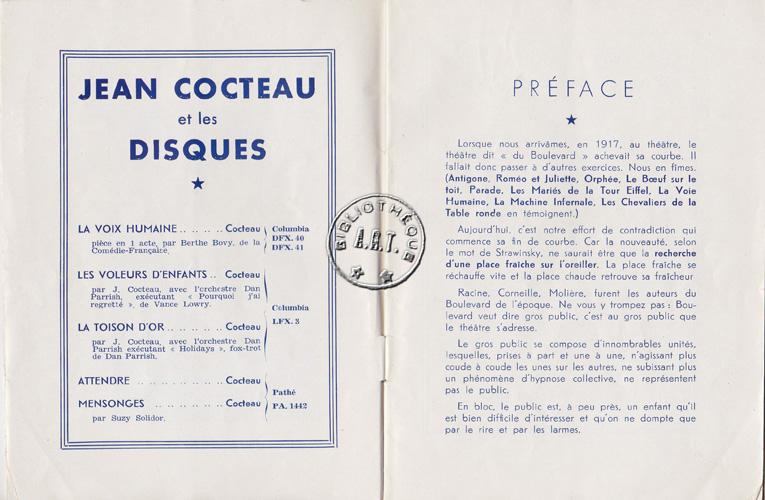 JEAN COCTEAU
et les
DISQUES
LA VOIX HUMAINE .. .. .. .. Cocteau
pièce en 1 acte, par Berthe Bovy, de la
Comédie-Française.
Columbia
DFX. 40
DFX. 41
LES VOLEURS D'ENFANTS .. Cocteau
par J. Cocteau, avec l'orchestre Dan
Parrish, exécutant « Pourquoi j'ai
regretté », de Vance Lowry.
LA TOISON D'OR .. .. .. .. Cocteau
par J. Cocteau, avec l'orchestre Dan
Parrish exécutant « Holidays », fox-trot
de Dan Parrish.
Columbia
LFX. 3
ATTENDRE .. .. .. .. .. .. Cocteau
MENSONGES .. .. .. .. .. Cocteau
par Suzy Solidor.
Pathé
PA. 1442
BIBLIOTHÈQUE
A.R.T.
PRÉFACE
Lorsque nous arrivâmes, en 1917, au théâtre, le
théâtre dit « du Boulevard » achevait sa courbe. Il
fallait donc passer à d'autres exercices. Nous en fîmes.
(Antigone, Roméo et Juliette, Orphée, Le Bœuf sur le
toit, Parade, Les Mariés de la Tour Eiffel, La Voie
Humaine, La Machine Infernale, Les Chevaliers de la
Table ronde en témoignent.)
Aujourd'hui, c'est notre effort de contradiction qui
commence sa fin de courbe. Car la nouveauté, selon
le mot de Strawinsky, ne saurait être que la recherche
d'une place fraîche sur l'oreiller. La place fraîche se
réchauffe vite et la place chaude retrouve sa fraîcheur
Racine, Corneille, Molière, furent les auteurs du
Boulevard de l'époque. Ne vous y trompez pas : Bou-
levard veut dire gros public, c'est au gros public que
le théâtre s'adresse.
Le gros public se compose d'innombrables unités,
lesquelles, prises à part et une à une, n'agissant plus
coude à coude les unes sur les autres, ne subissant plus
un phénomène d'hypnose collective, ne représentent
pas le public.
En bloc, le public est, à peu près, un enfant qu'il
est bien difficile d'intéresser et qu'on ne dompte que
par le rire et par les larmes.